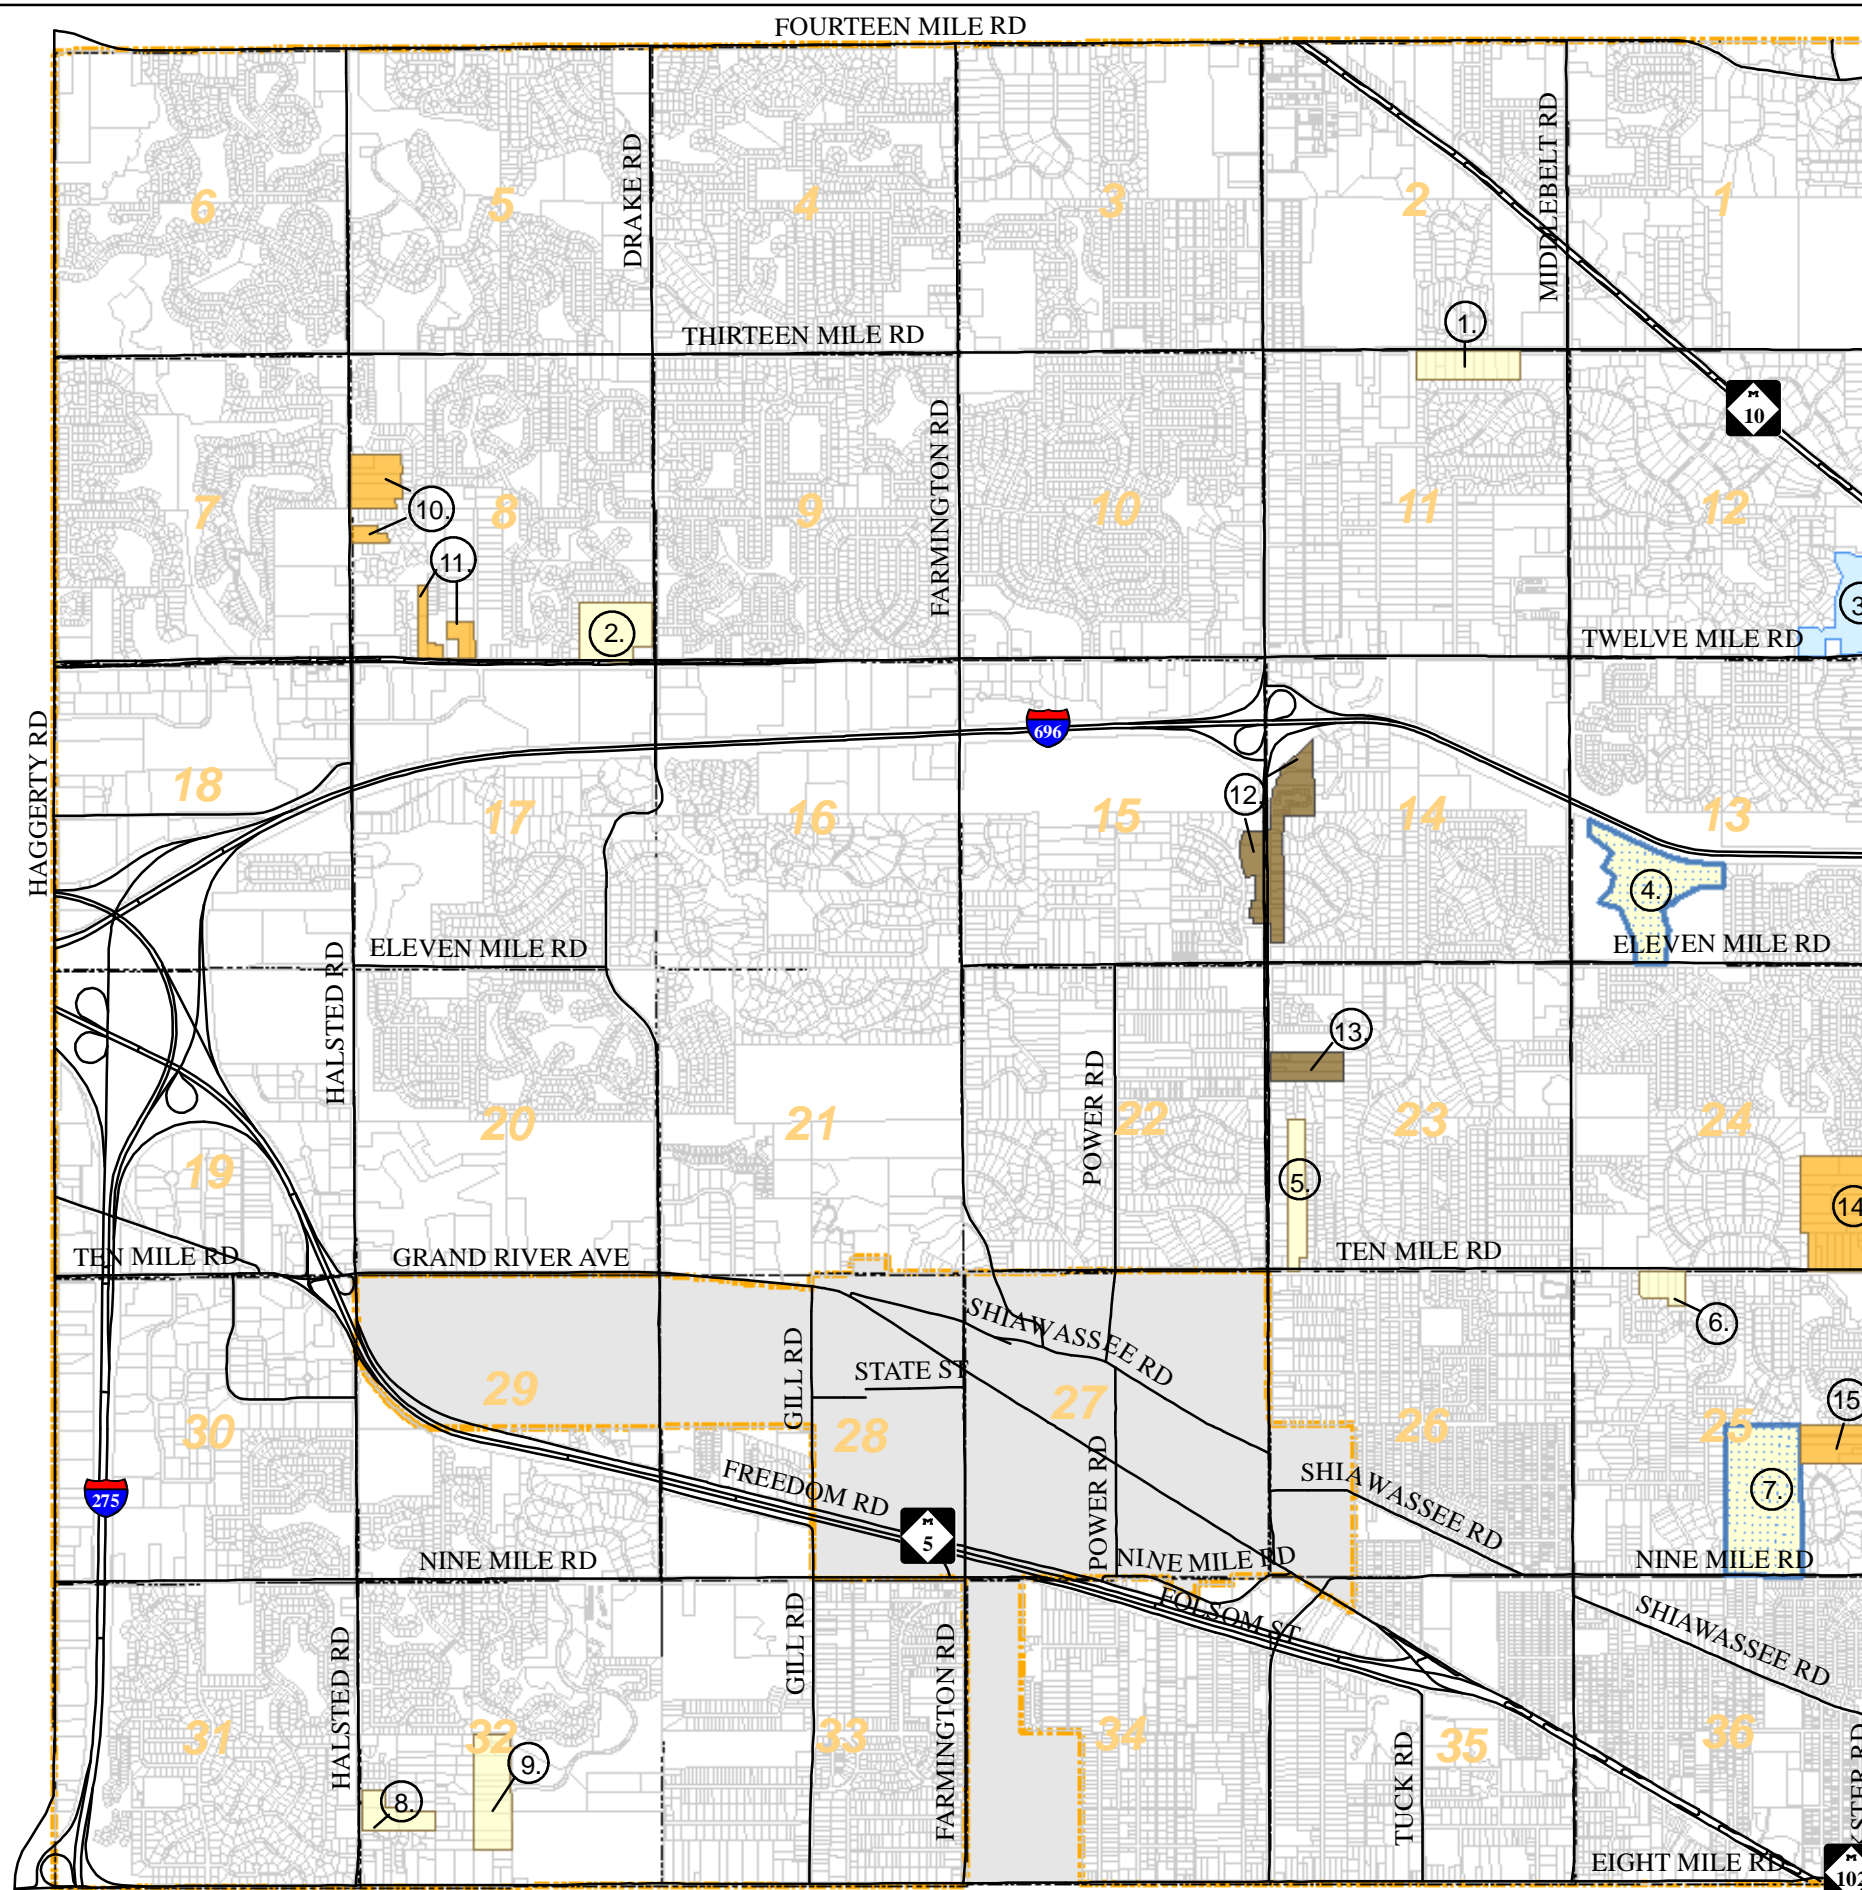 FOURTEEN MILE RD
DRAKE RD
MIDDLEBELT RD
6
5
4
3
2
1
1.
THIRTEEN MILE RD
M
10
FARMINGTON RD
7
10.
8
9
10
11
12
11.
2.
3
TWELVE MILE RD
HAGGERTY RD
696
18
17
16
15
12.
14
13
4.
HALSTED RD
ELEVEN MILE RD
ELEVEN MILE RD
13.
POWER RD
20
21
22
23
24
19
5.
14
TEN MILE RD
GRAND RIVER AVE
TEN MILE RD
SHIAWASSEE RD
6.
GILL RD
STATE ST
29
28
27
26
25
15
30
FREEDOM RD
POWER RD
SHIAWASSEE RD
7.
275
M
5
NINE MILE RD
NINE MILE RD
NINE MILE RD
FOLSOM ST
SHIAWASSEE RD
HALSTED RD
GILL RD
FARMINGTON RD
31
32
33
34
35
36
9.
8.
TUCK RD
STER RD
EIGHT MILE RD
M
102